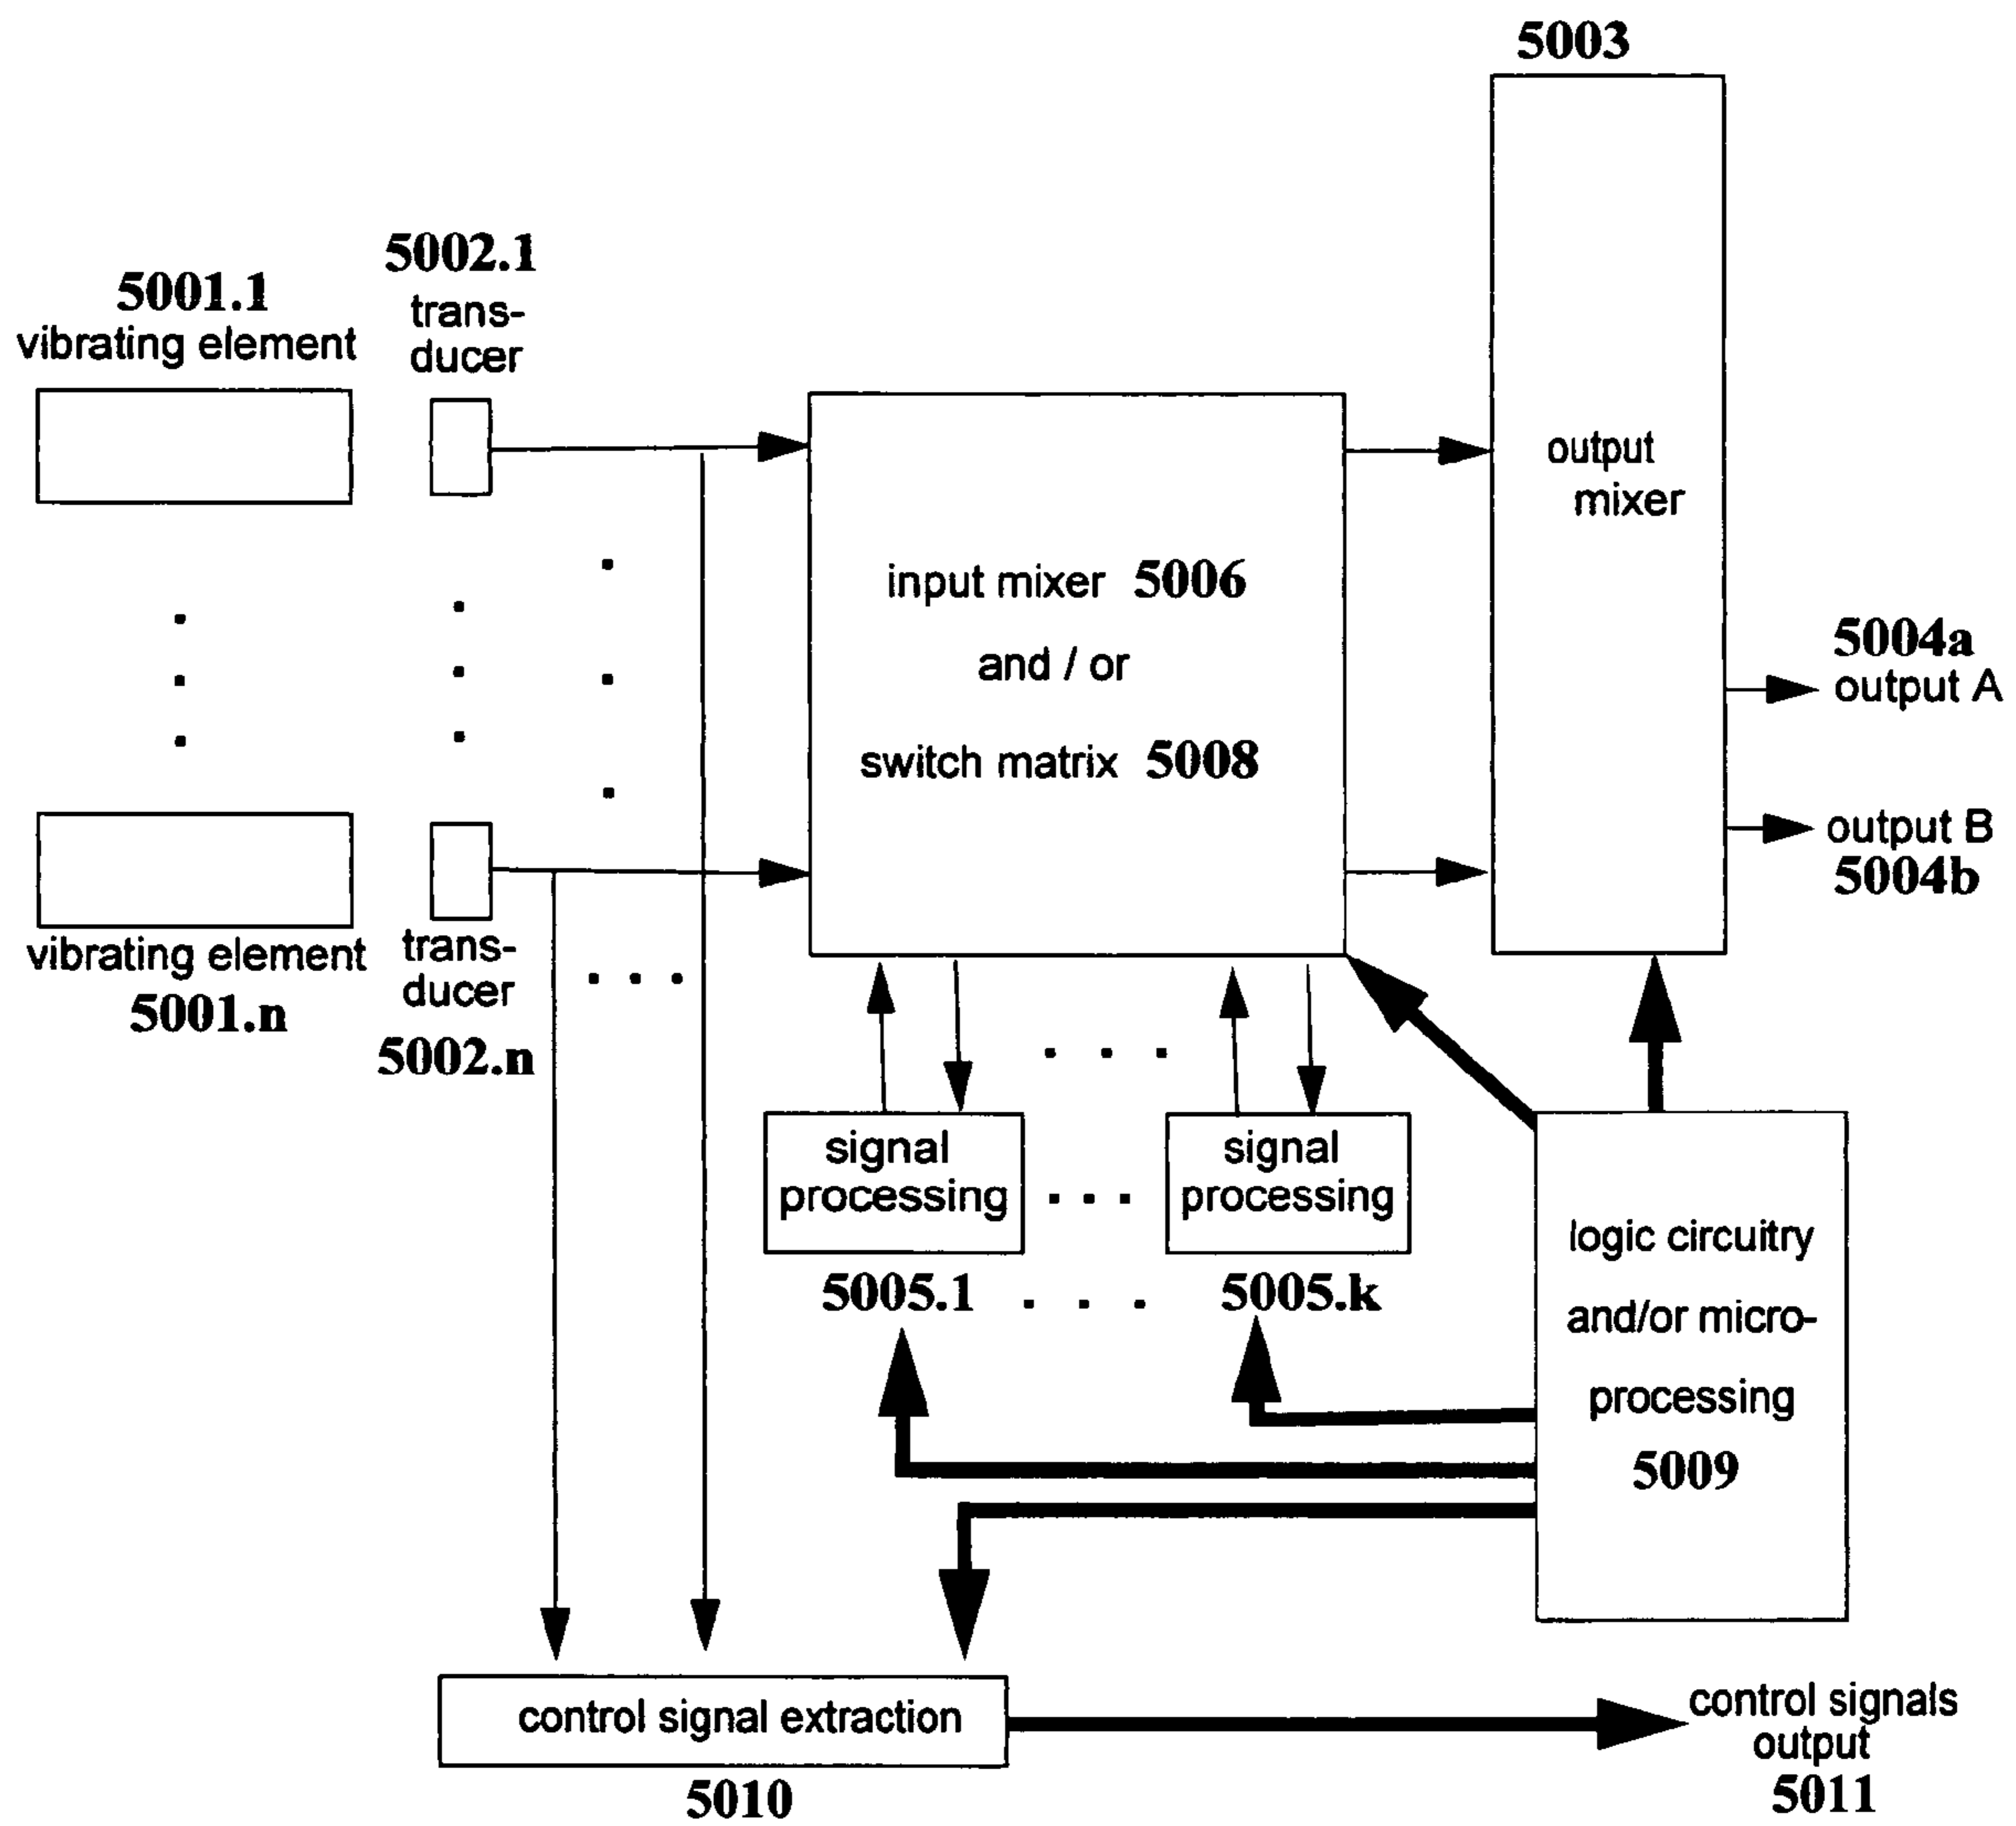 5003
5002.1
trans-
ducer
5001.1
vibrating element
output
mixer
input mixer 5006
and / or
switch matrix 5008
5004a
output A
output B
5004b
vibrating element
5001.n
trans-
ducer
5002.n
signal
processing
signal
processing
5005.1
5005.k
logic circuitry
and/or micro-
processing
5009
control signal extraction
5010
control signals
output
5011